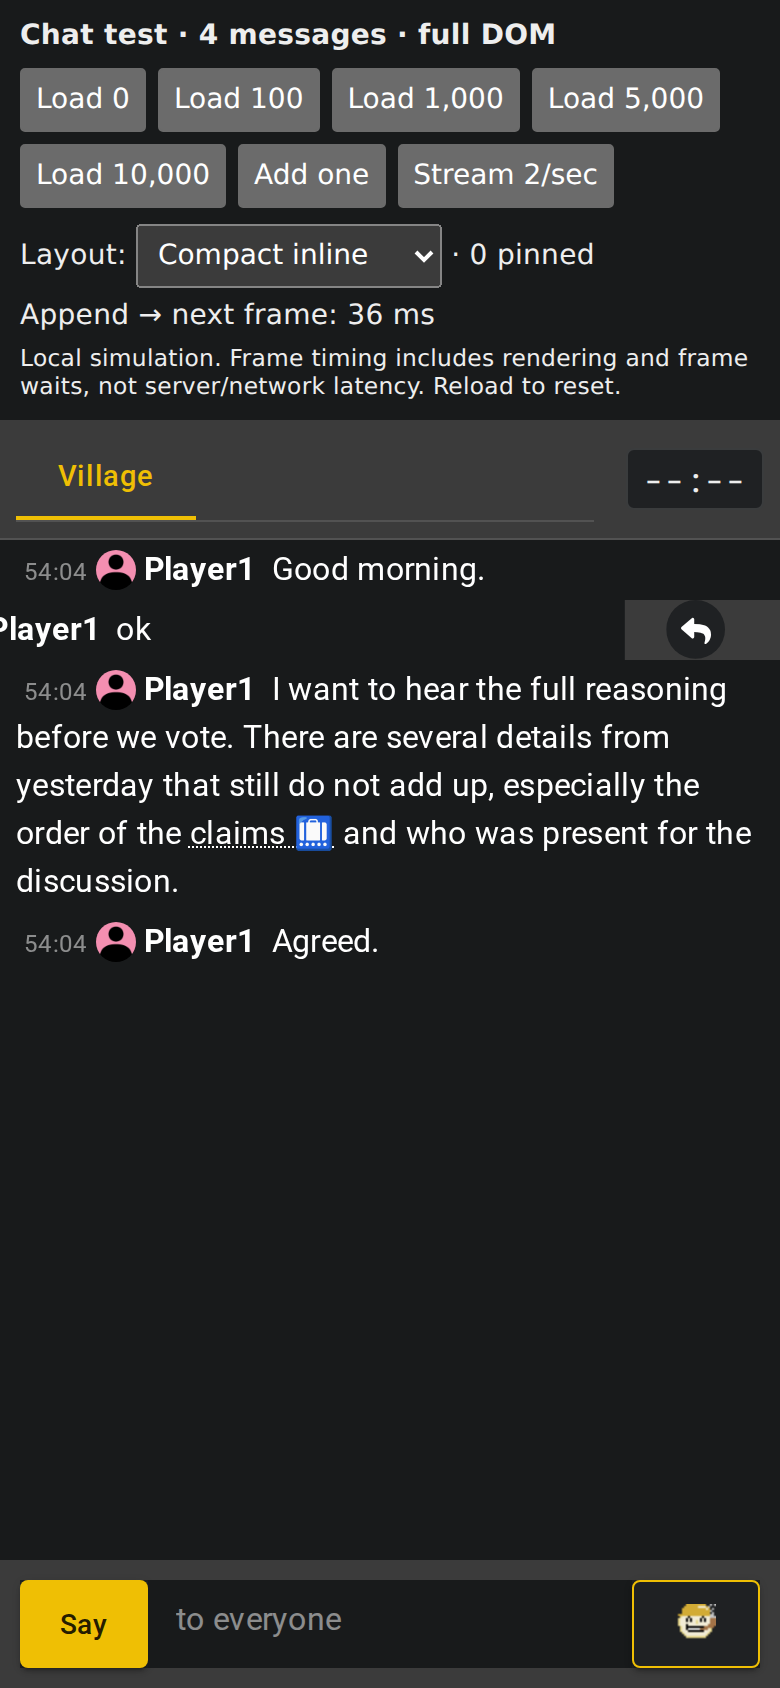 Chat test · 4 messages · full DOM
Load 0 Load 100 Load 1,000 Load 5,000
Load 10,000 Add one Stream 2/sec
Layout: Compact inline · 0 pinned
Append → next frame: 36 ms
Local simulation. Frame timing includes rendering and frame
waits, not server/network latency. Reload to reset.
Village --:--
54:04 Player1 Good morning.
Player1 ok
54:04 Player1 I want to hear the full reasoning
before we vote. There are several details from
yesterday that still do not add up, especially the
order of the claims 🧳 and who was present for the
discussion.
54:04 Player1 Agreed.
Say to everyone